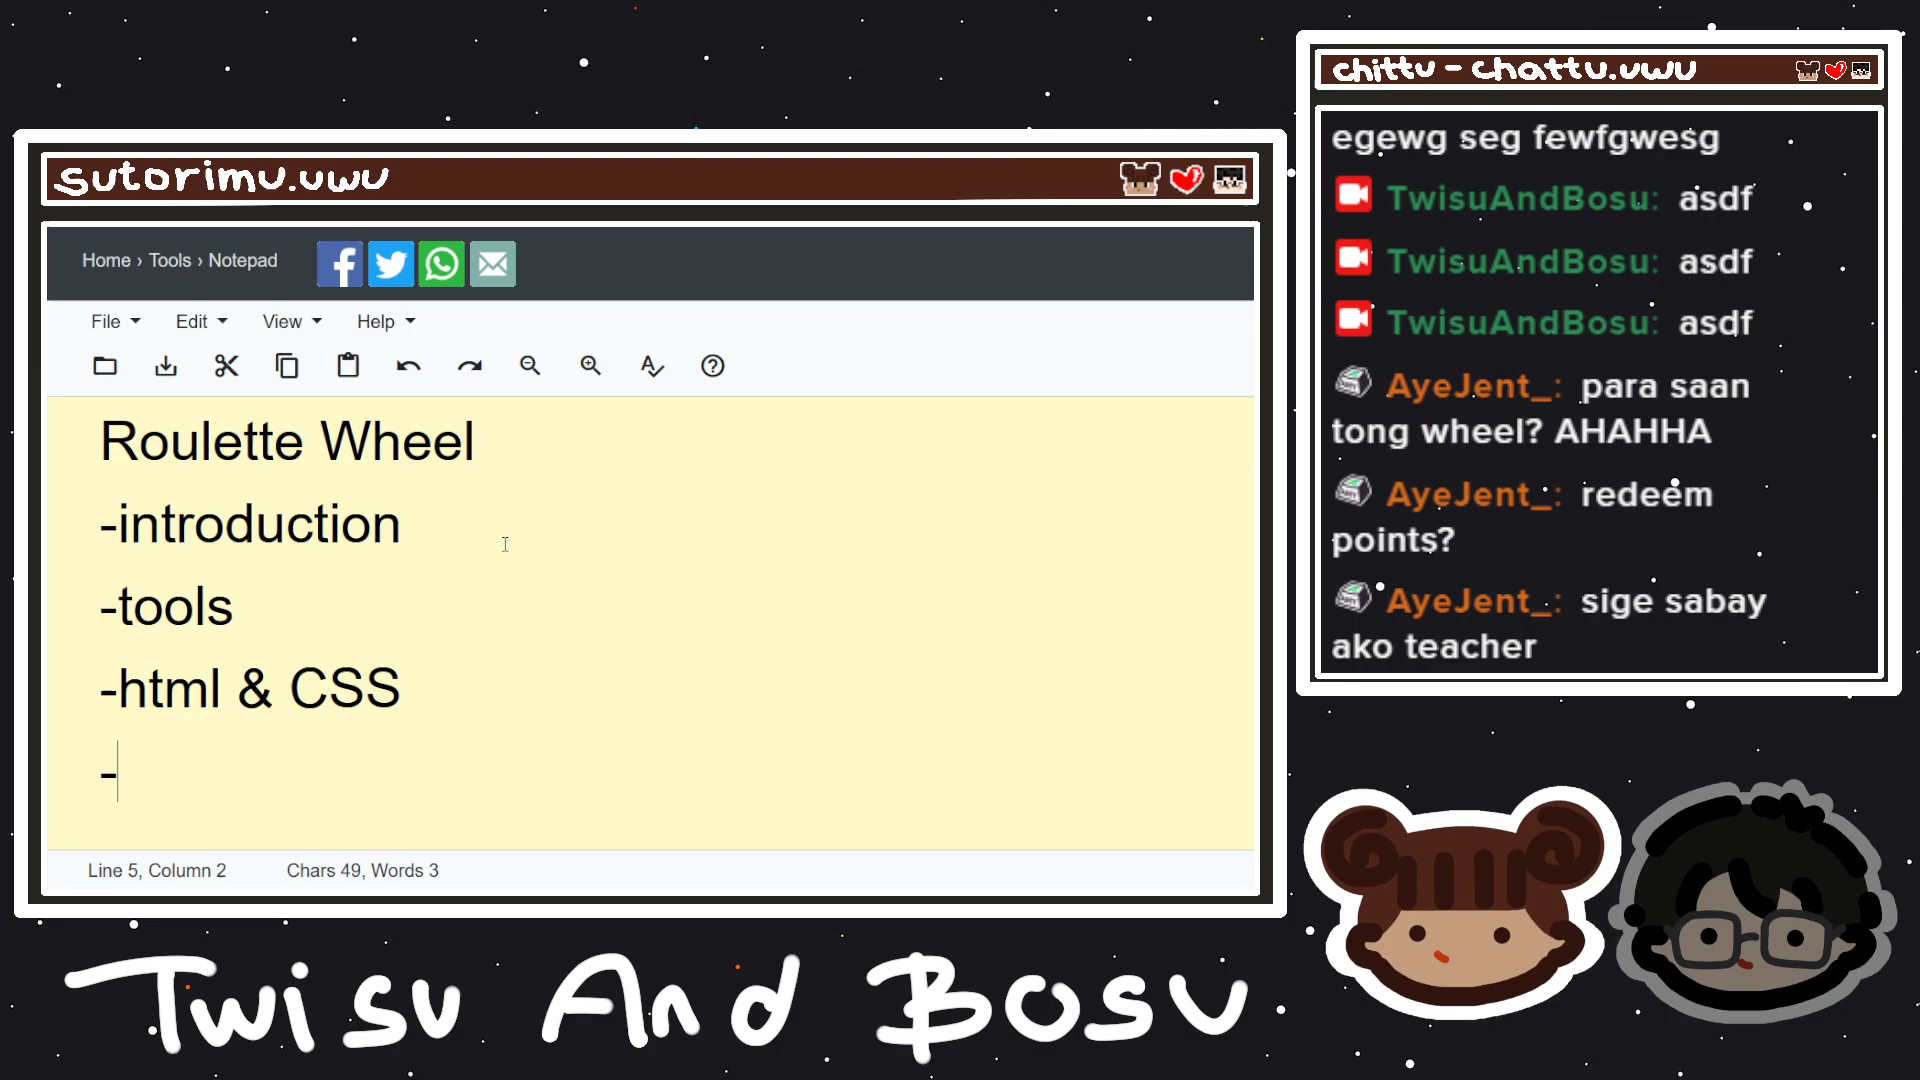 sutorimu.uwu
Home › Tools › Notepad
File Edit View Help
Roulette Wheel
-introduction
-tools
-html & CSS
-
Line 5, Column 2 Chars 49, Words 3
chittu - chattu.uwu
egewg seg fewfgwesg
TwisuAndBosu: asdf
TwisuAndBosu: asdf
TwisuAndBosu: asdf
AyeJent_: para saan
tong wheel? AHAHHA
AyeJent_: redeem
points?
AyeJent_: sige sabay
ako teacher
Twisu And Bosu